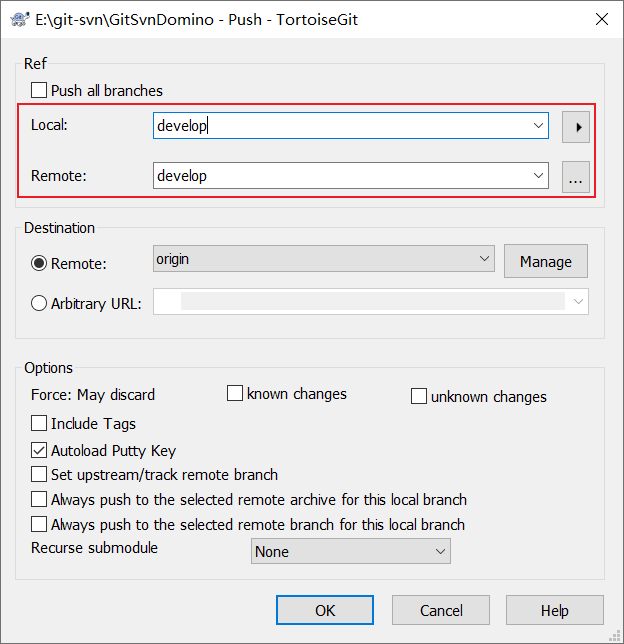 E:\git-svn\GitSvnDomino - Push - TortoiseGit
Ref
Push all branches
Local:
develop
Remote:
develop
...
Destination
Remote:
origin
Manage
Arbitrary URL:
Options
Force: May discard
known changes
unknown changes
Include Tags
Autoload Putty Key
Set upstream/track remote branch
Always push to the selected remote archive for this local branch
Always push to the selected remote branch for this local branch
Recurse submodule
None
OK
Cancel
Help